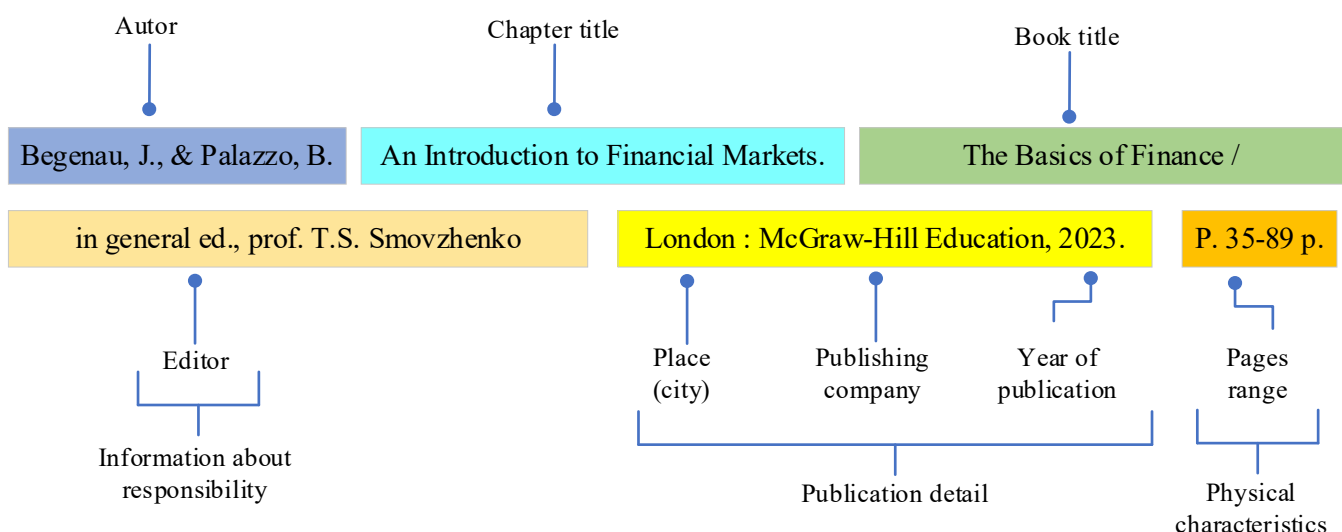 Autor
Chapter title
Book title
Begenau, J., & Palazzo, B.
An Introduction to Financial Markets.
The Basics of Finance /
in general ed., prof. T.S. Smovzhenko
London : McGraw-Hill Education, 2023.
P. 35-89 p.
Editor
Place
(city)
Publishing
company
Year of
publication
Pages
range
Information about
responsibility
Publication detail
Physical
characteristics